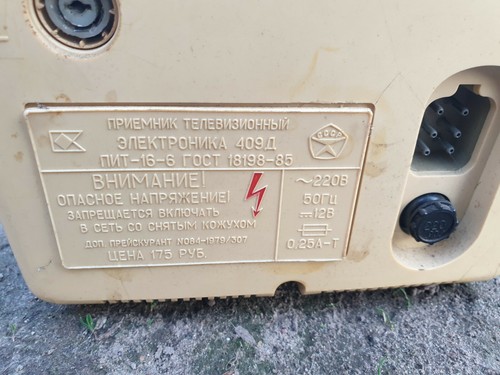 ПРИЕМНИК ТЕЛЕВИЗИОННЫЙ
ЭЛЕКТРОНИКА 409Д
ПИТ-16-6 ГОСТ 18198-85
ВНИМАНИЕ!
ОПАСНОЕ НАПРЯЖЕНИЕ!
ЗАПРЕЩАЕТСЯ ВКЛЮЧАТЬ
В СЕТЬ СО СНЯТЫМ КОЖУХОМ
ДОП. ПРЕЙСКУРАНТ N084-1979/307
ЦЕНА 175 РУБ.
~220В
50Гц
⎓12В
0,25А-Т